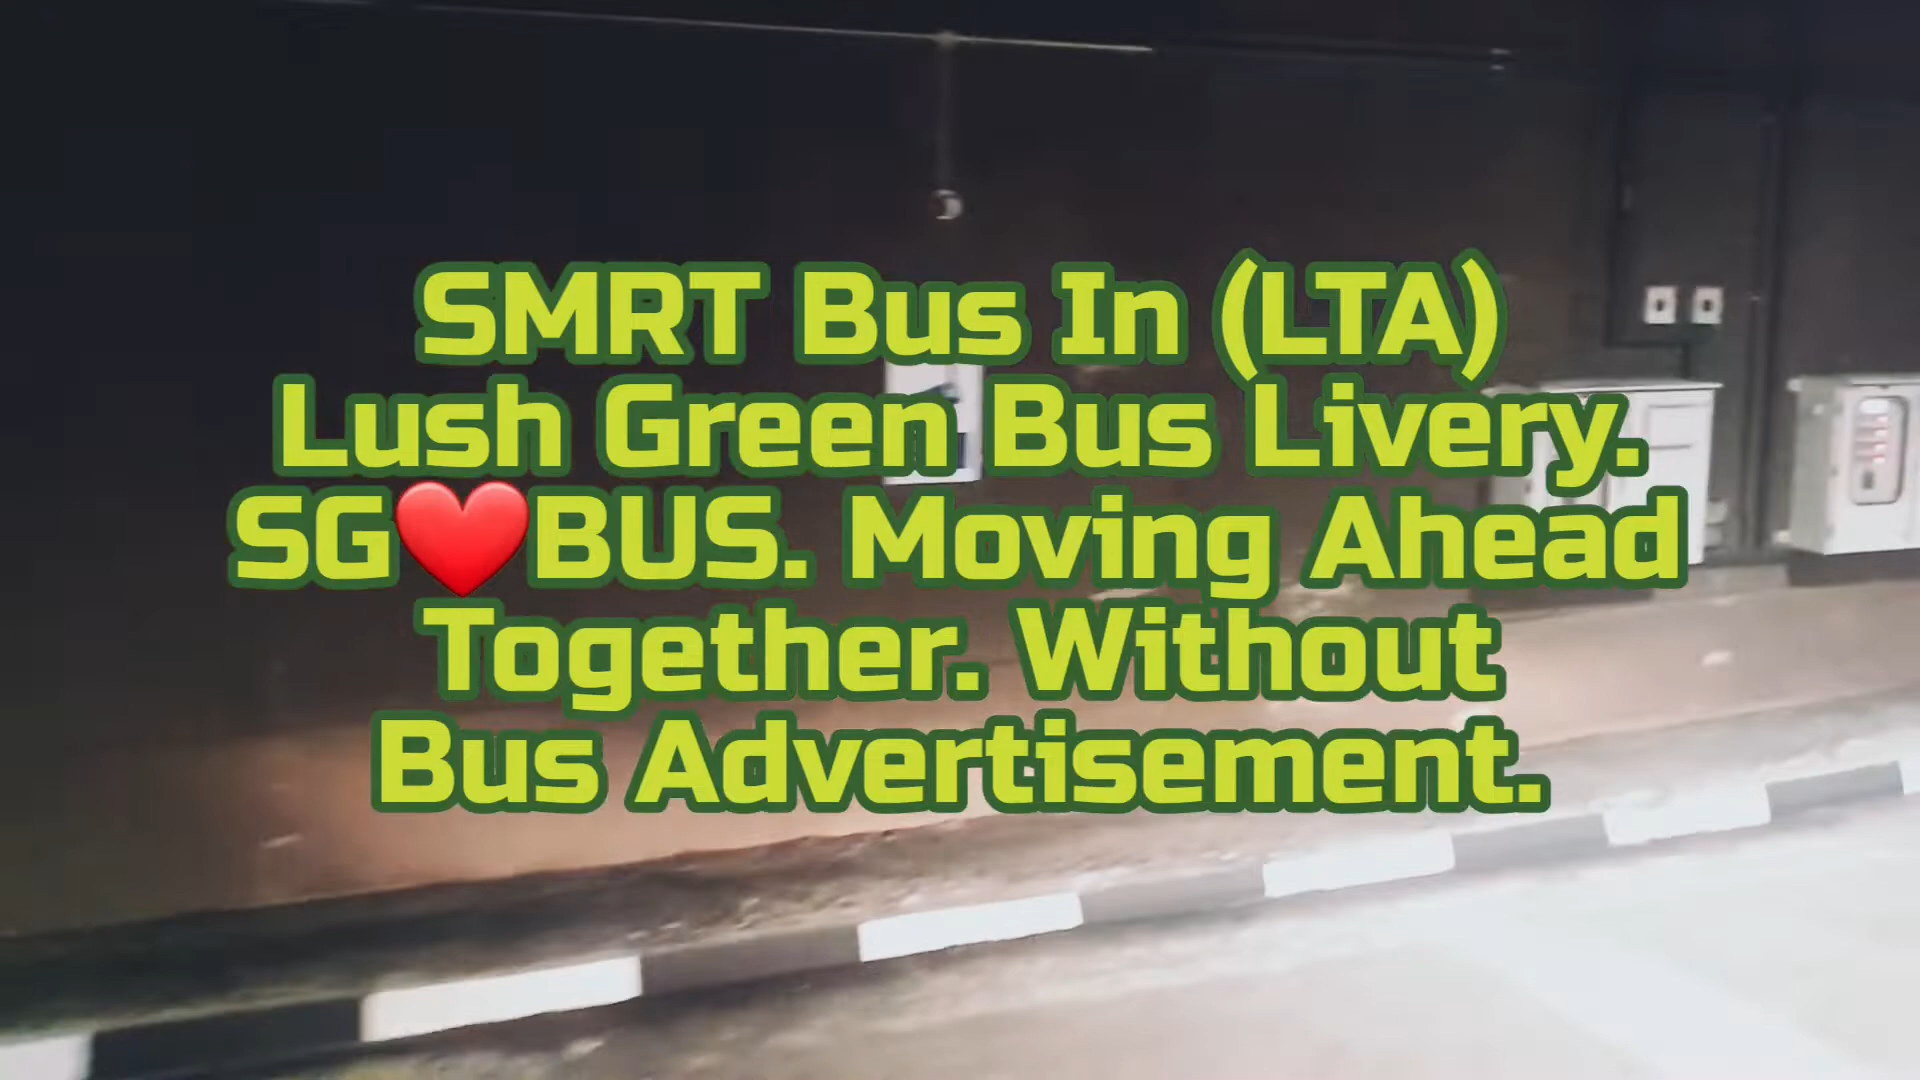 SMRT Bus In (LTA)
Lush Green Bus Livery.
SG❤️BUS. Moving Ahead
Together. Without
Bus Advertisement.